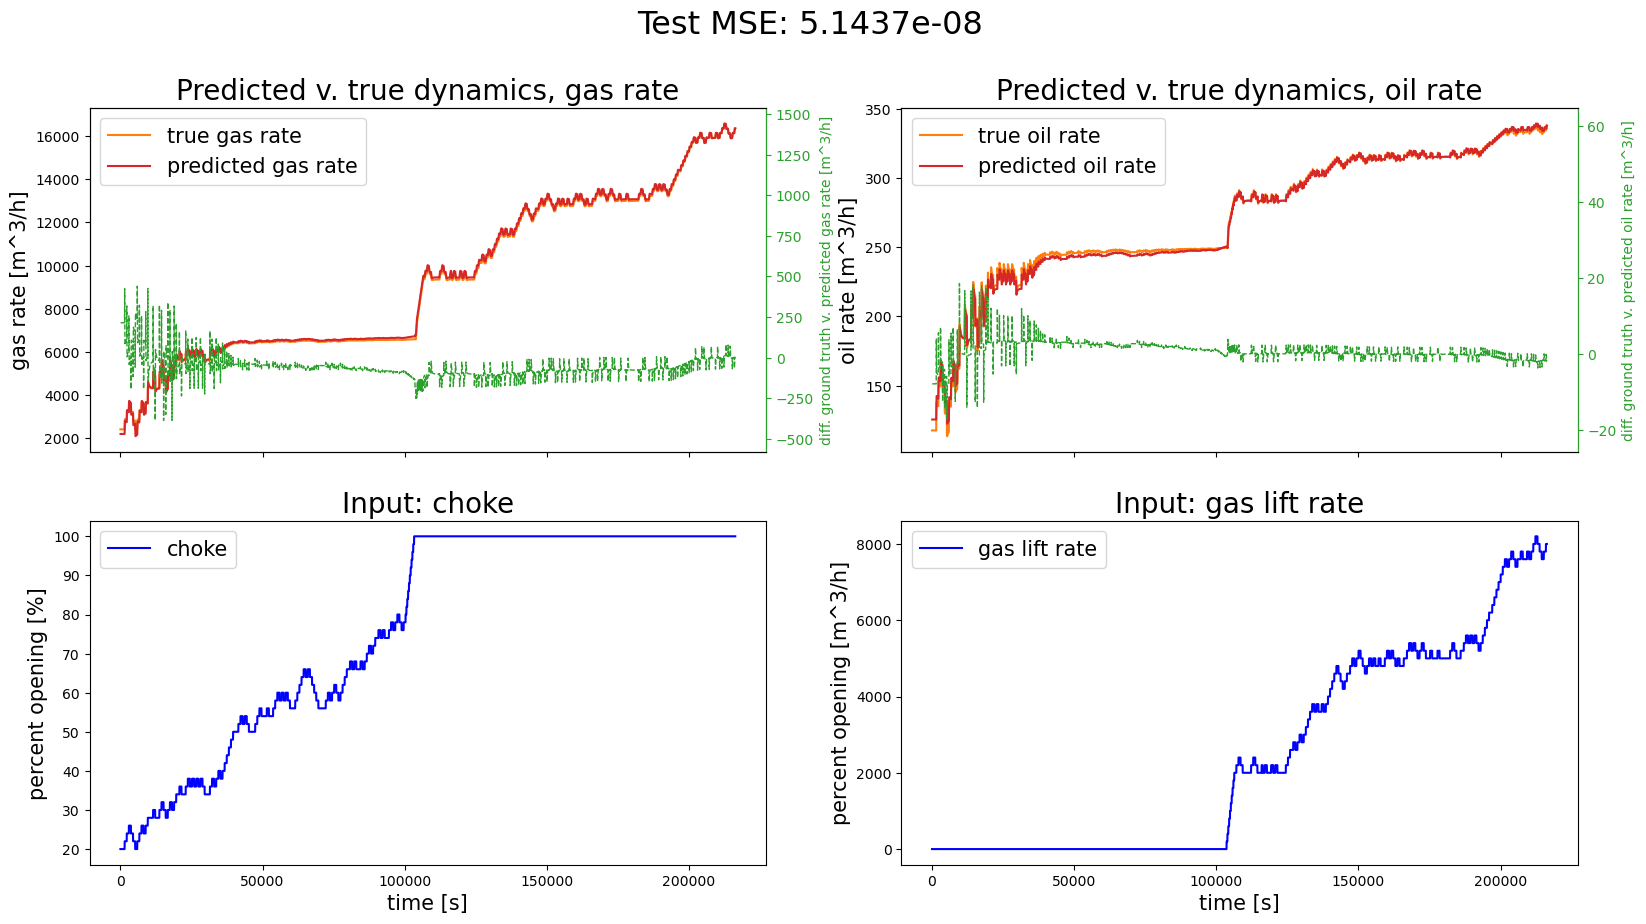 Test MSE: 5.1437e-08
Predicted v. true dynamics, gas rate
true gas rate
predicted gas rate
gas rate [m^3/h]
16000
14000
12000
10000
8000
6000
4000
2000
1500
1250
1000
750
500
250
0
−250
−500
diff. ground truth v. predicted gas rate [m^3/h]
Predicted v. true dynamics, oil rate
true oil rate
predicted oil rate
oil rate [m^3/h]
350
300
250
200
150
60
40
20
0
−20
diff. ground truth v. predicted oil rate [m^3/h]
Input: choke
choke
percent opening [%]
100
90
80
70
60
50
40
30
20
0
50000
100000
150000
200000
time [s]
Input: gas lift rate
gas lift rate
percent opening [m^3/h]
8000
6000
4000
2000
0
0
50000
100000
150000
200000
time [s]